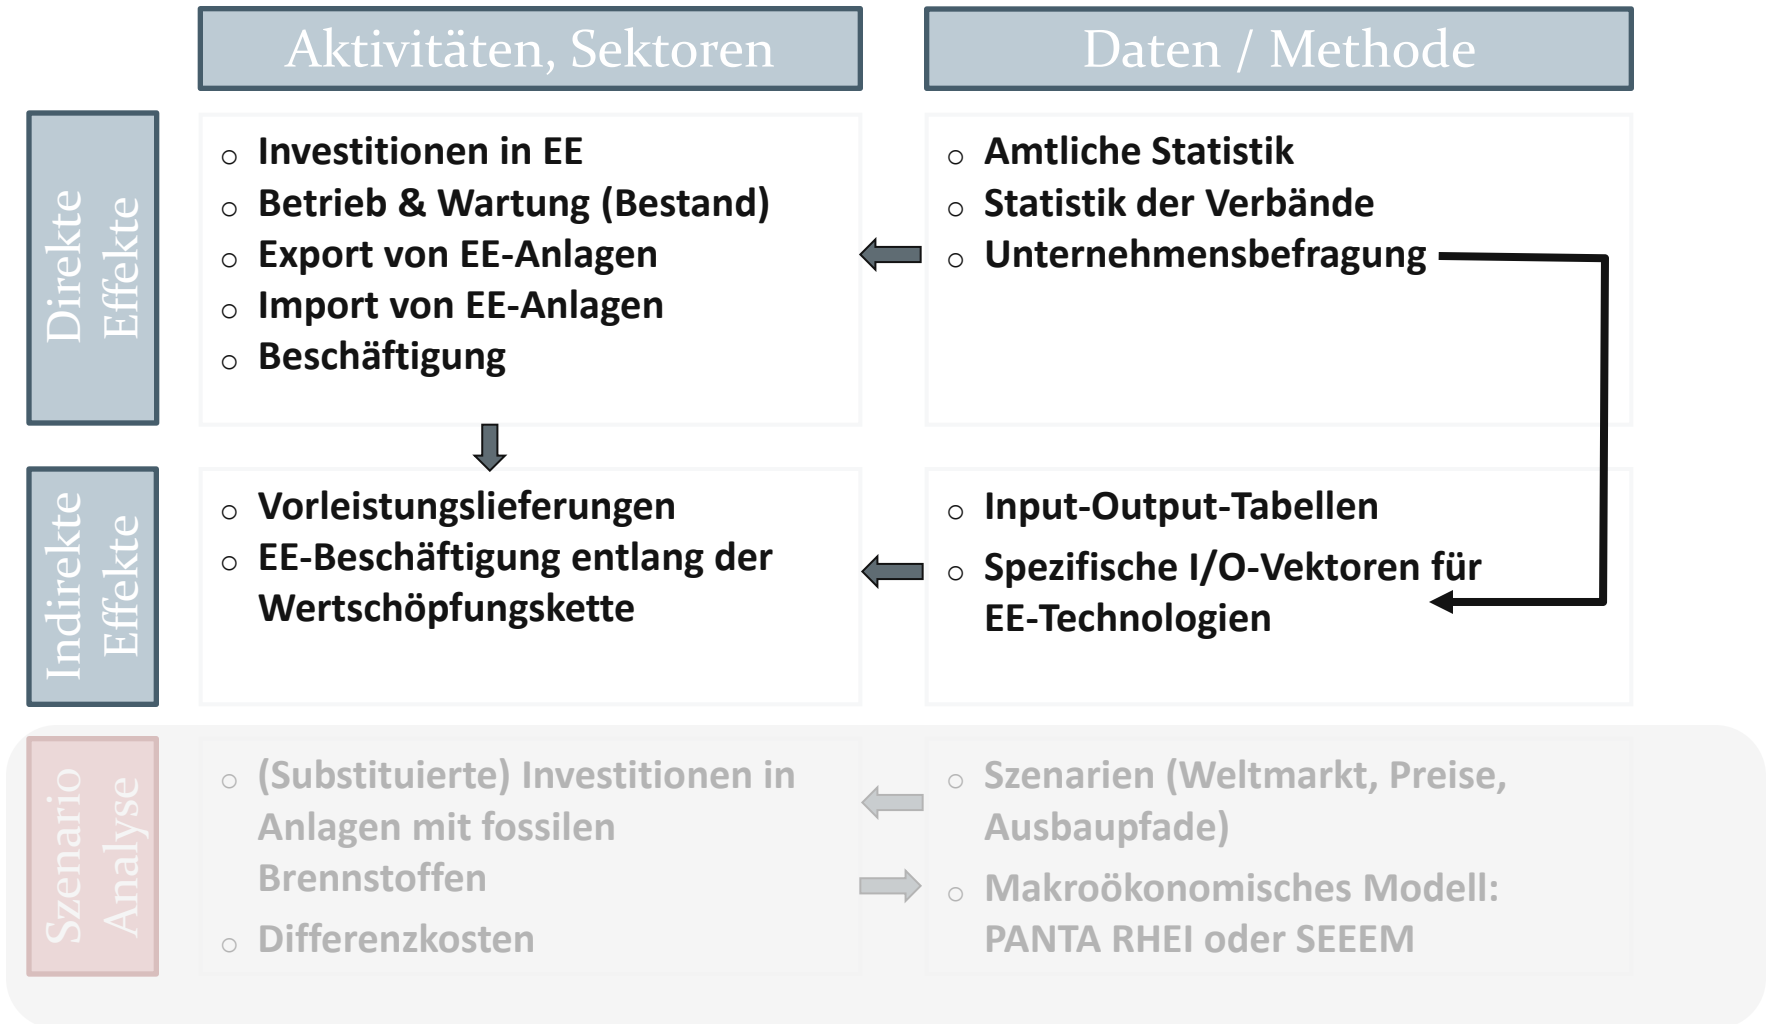 Aktivitäten, Sektoren
Daten / Methode
Direkte
Effekte
o Investitionen in EE
o Betrieb & Wartung (Bestand)
o Export von EE-Anlagen
o Import von EE-Anlagen
o Beschäftigung
o Amtliche Statistik
o Statistik der Verbände
o Unternehmensbefragung
Indirekte
Effekte
o Vorleistungslieferungen
o EE-Beschäftigung entlang der
Wertschöpfungskette
o Input-Output-Tabellen
o Spezifische I/O-Vektoren für
EE-Technologien
Szenario
Analyse
o (Substituierte) Investitionen in
Anlagen mit fossilen
Brennstoffen
o Differenzkosten
o Szenarien (Weltmarkt, Preise,
Ausbaupfade)
o Makroökonomisches Modell:
PANTA RHEI oder SEEEM